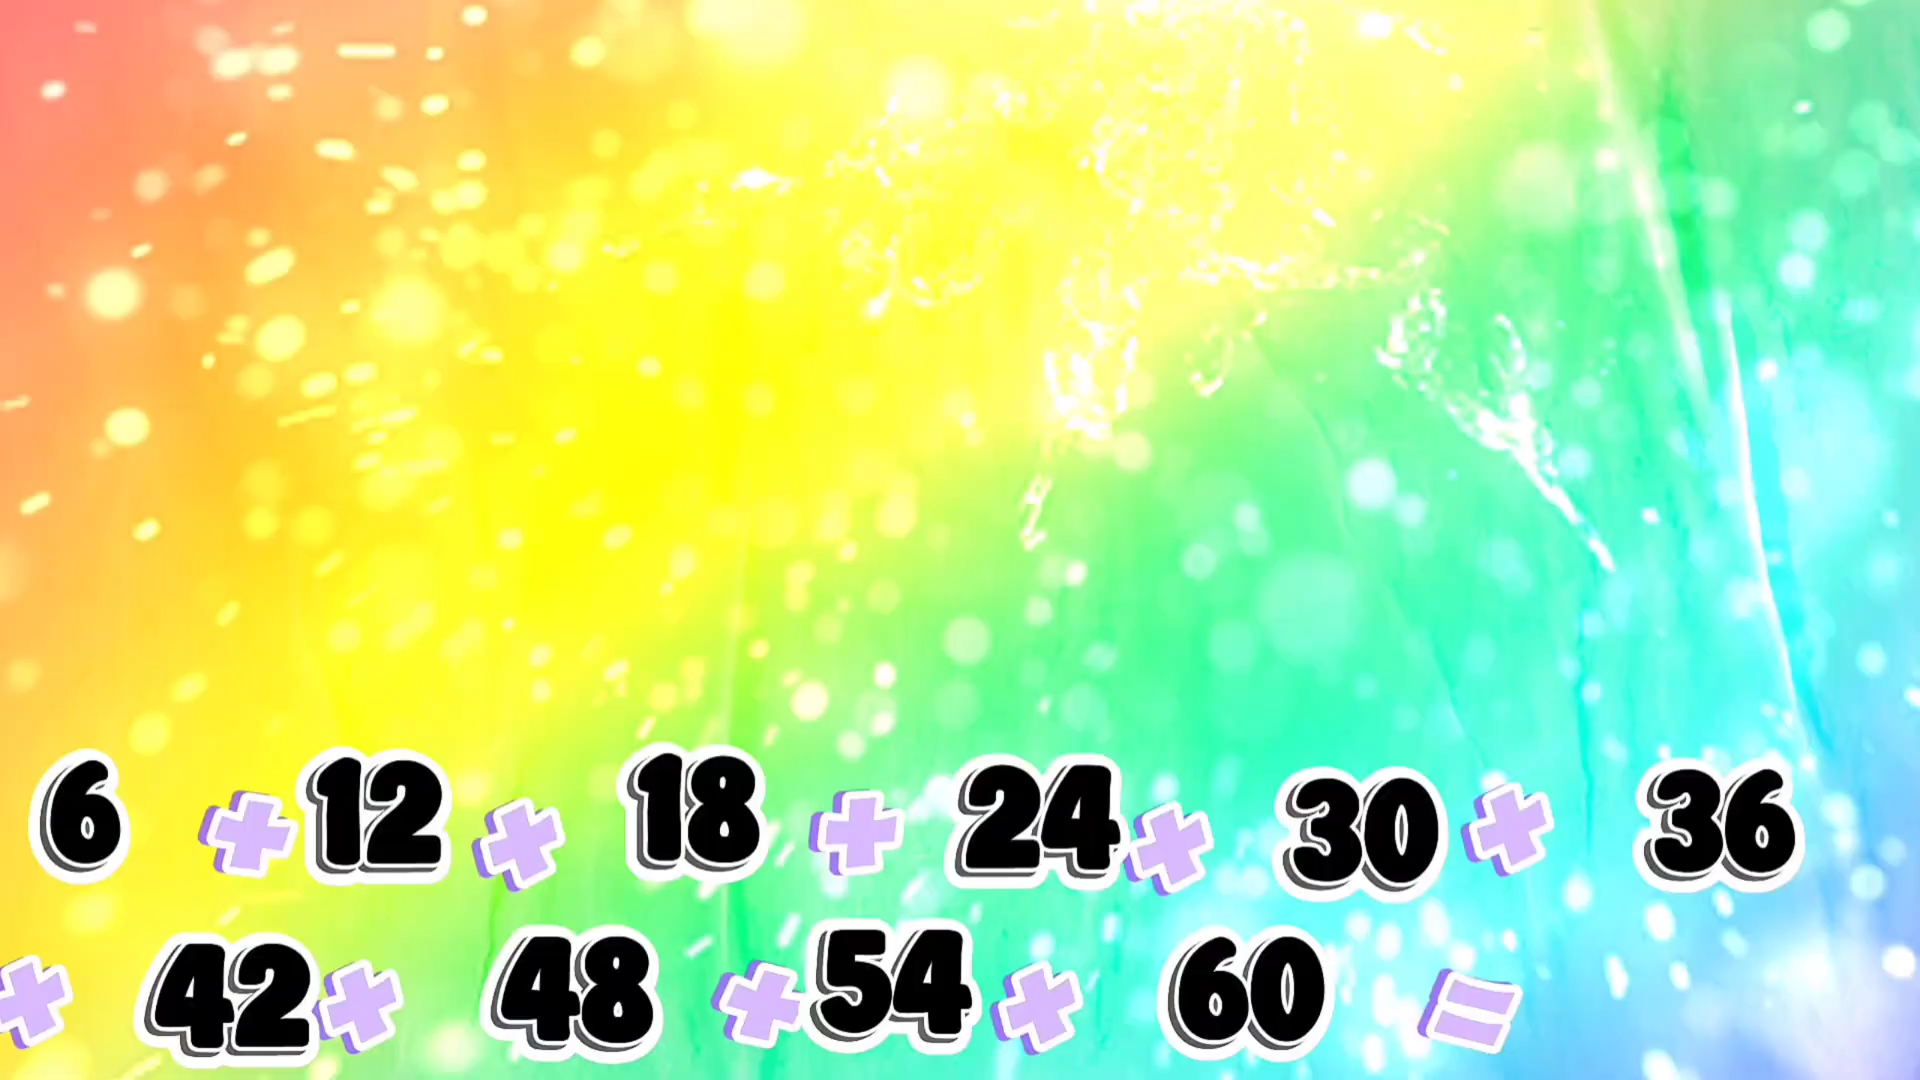 6 + 12 + 18 + 24 + 30 + 36
+ 42 + 48 + 54 + 60 =